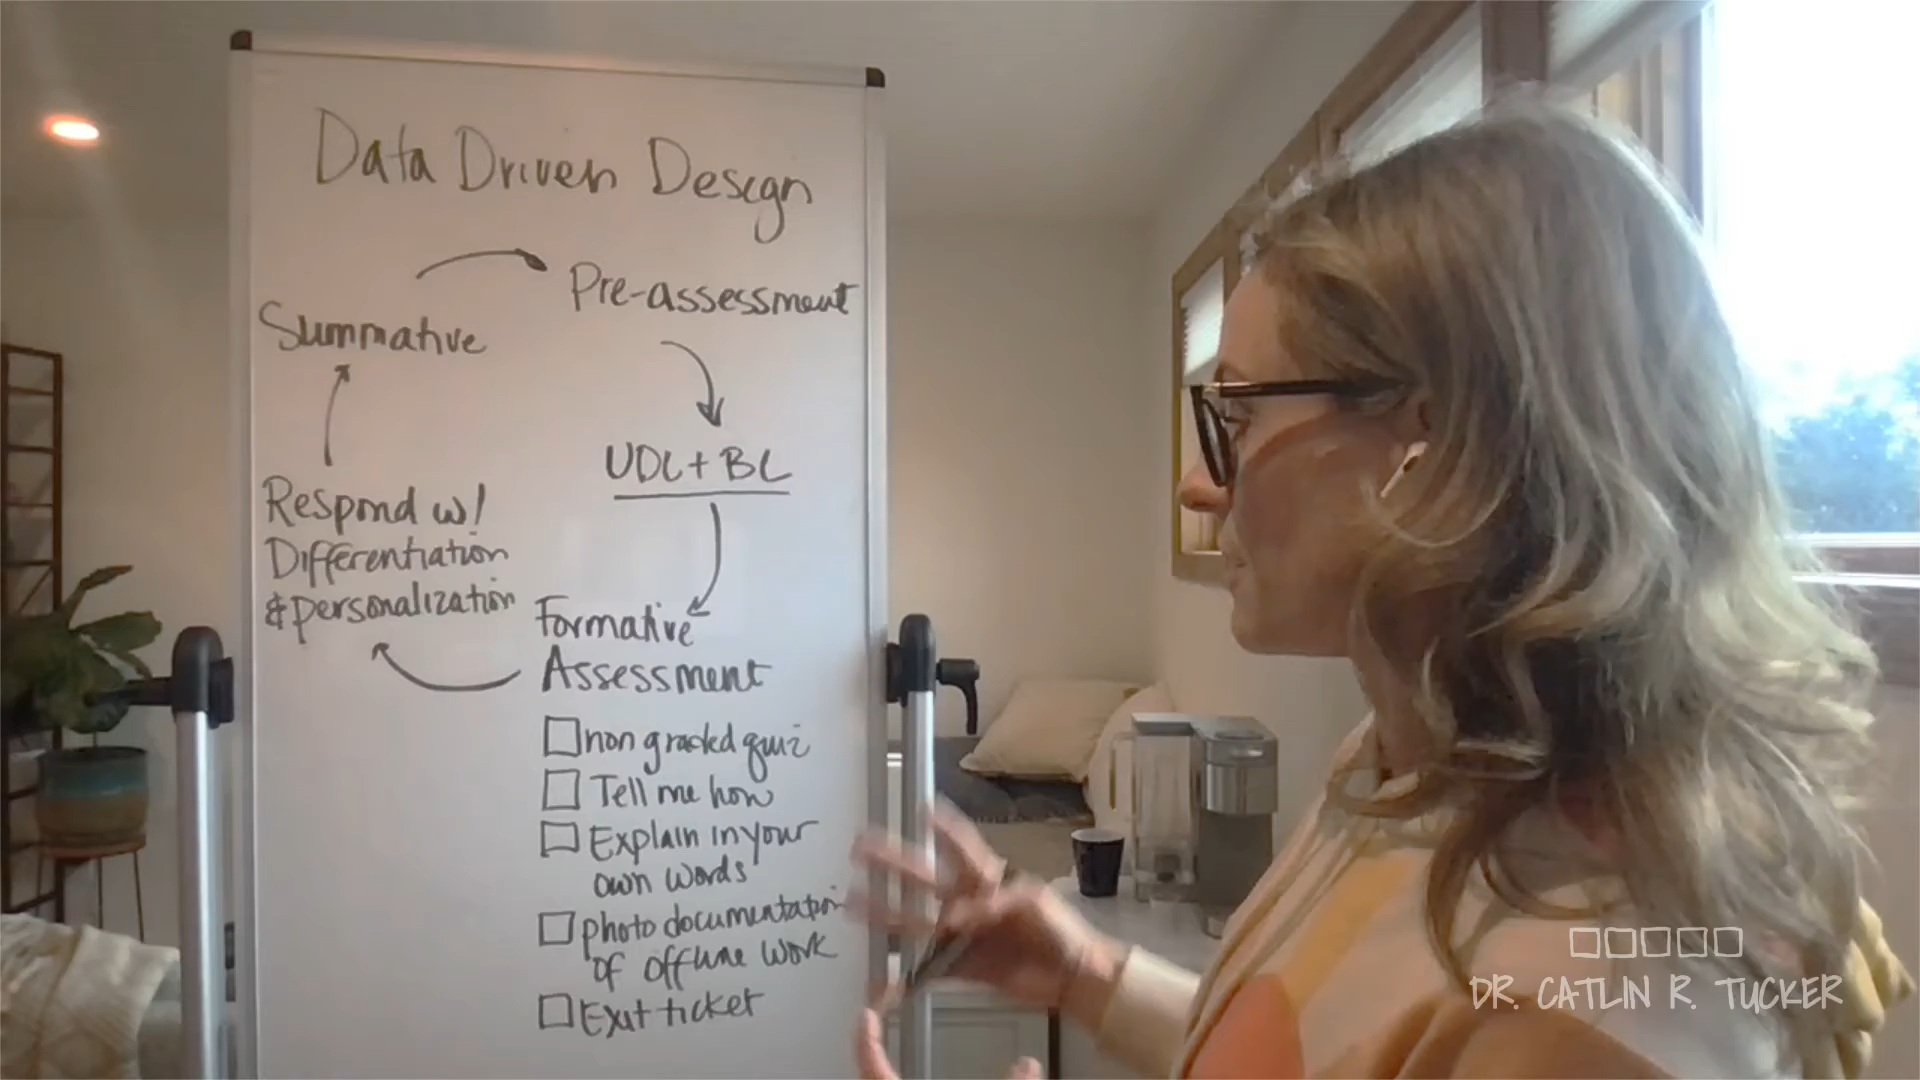 Data Driven Design
Pre-assessment
Summative
UDL + BL
Respond w/
Differentiation
& personalization
Formative
Assessment
non graded quiz
Tell me how
Explain in your
own words
photo documentation
of offline work
Exit ticket
DR. CATLIN R. TUCKER